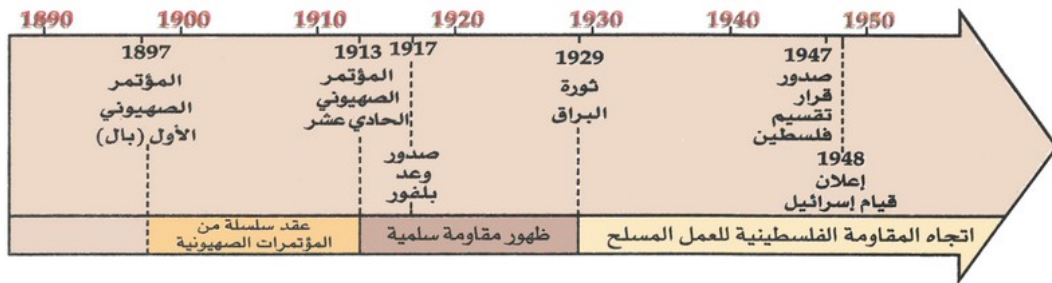 1890 1900 1910 1920 1930 1940 1950
1897
المؤتمر
الصهيوني
الأول (بال)
1913
المؤتمر
الصهيوني
الحادي عشر
1917
صدور
وعد
بلفور
1929
ثورة
البراق
1947
صدور
قرار
تقسيم
فلسطين
1948
إعلان
قيام إسرائيل
عقد سلسلة من
المؤتمرات الصهيونية
ظهور مقاومة سلمية
اتجاه المقاومة الفلسطينية للعمل المسلح